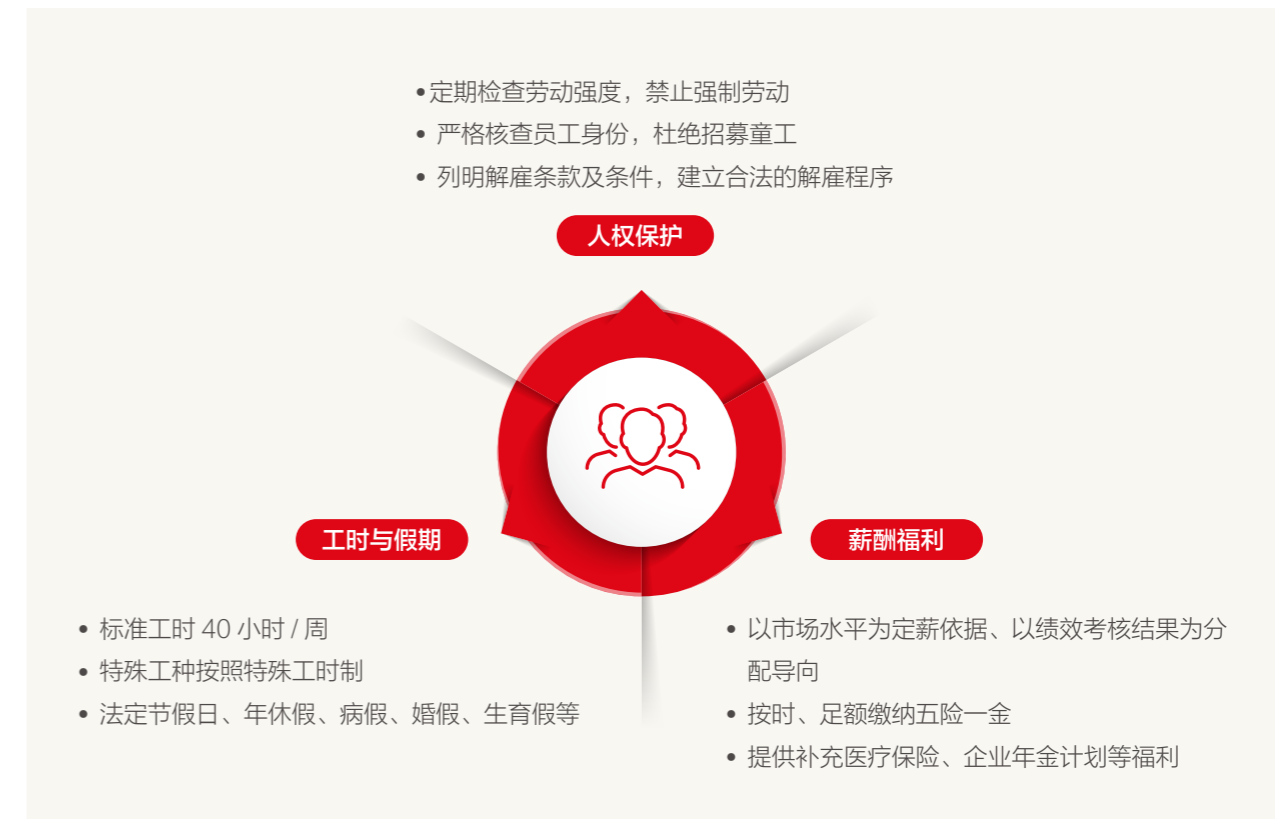 •定期检查劳动强度，禁止强制劳动
• 严格核查员工身份，杜绝招募童工
• 列明解雇条款及条件，建立合法的解雇程序
人权保护
工时与假期
• 标准工时 40 小时 / 周
• 特殊工种按照特殊工时制
• 法定节假日、年休假、病假、婚假、生育假等
薪酬福利
• 以市场水平为定薪依据、以绩效考核结果为分
配导向
• 按时、足额缴纳五险一金
• 提供补充医疗保险、企业年金计划等福利